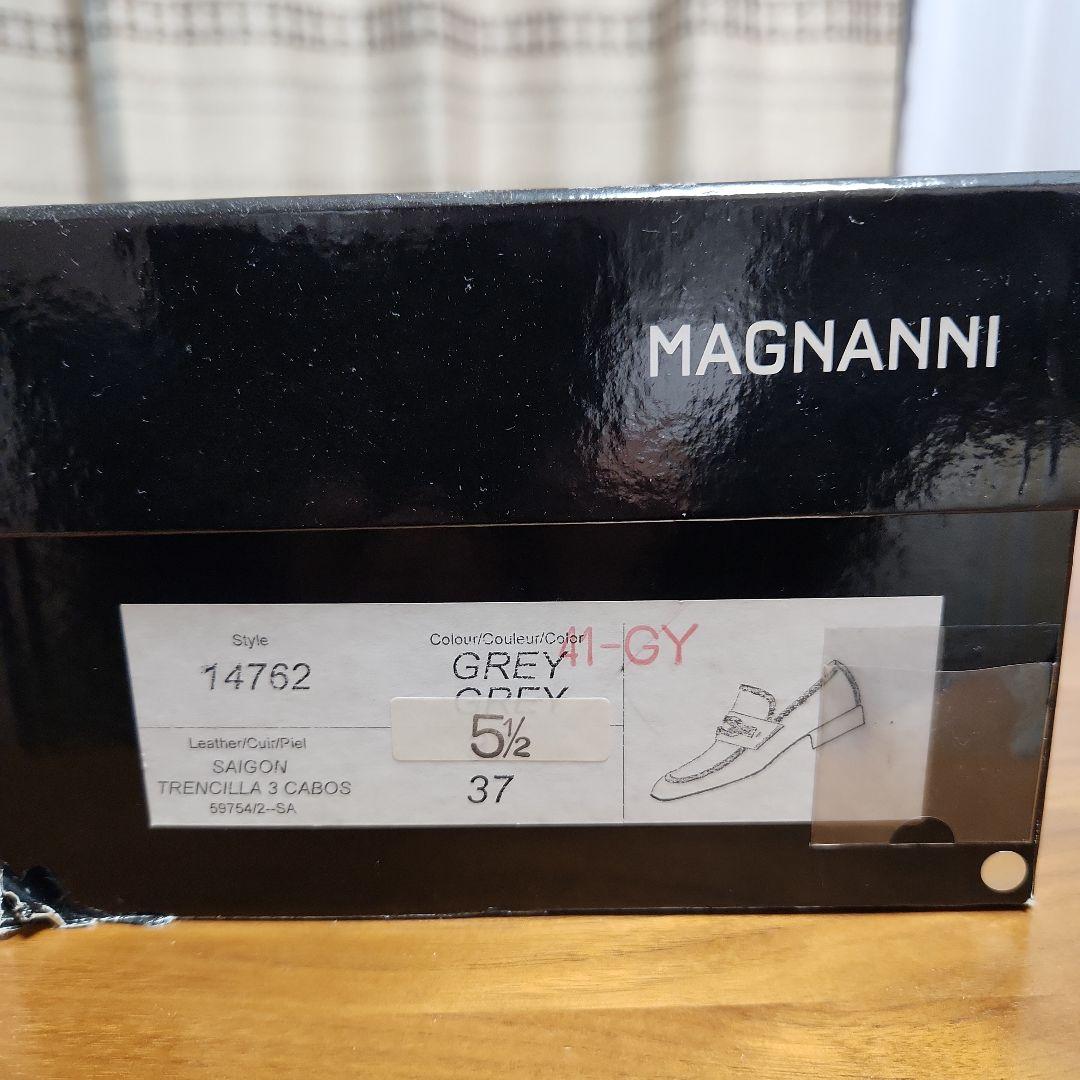 MAGNANNI
Style
14762
Colour/Couleur/Color
41-GY
GREY
GREY
5½
37
Leather/Cuir/Piel
SAIGON
TRENCILLA 3 CABOS
59754/2--SA